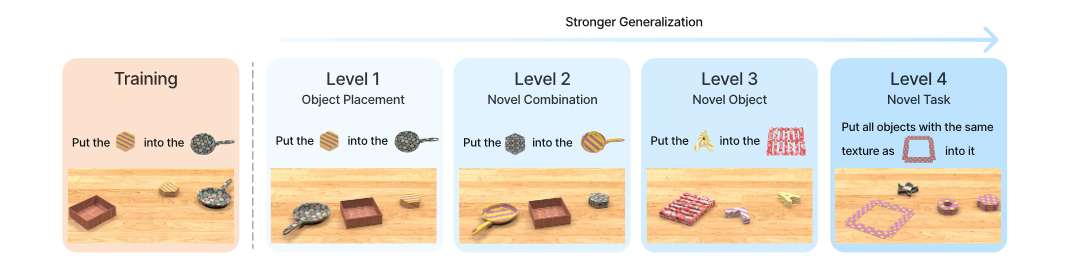 Stronger Generalization
Training
Put the into the
Level 1
Object Placement
Put the into the
Level 2
Novel Combination
Put the into the
Level 3
Novel Object
Put the into the
Level 4
Novel Task
Put all objects with the same
texture as into it